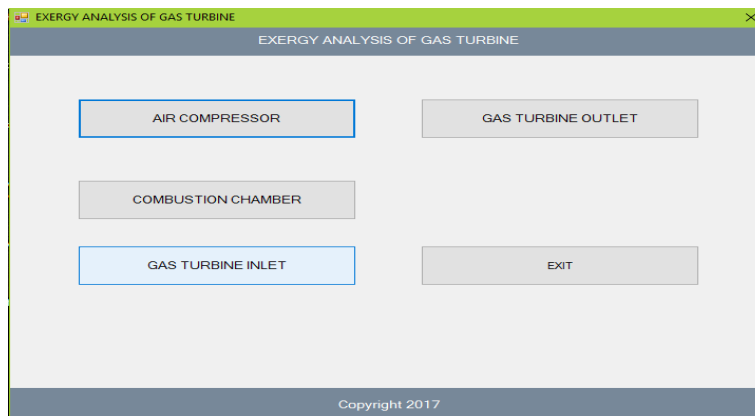 EXERGY ANALYSIS OF GAS TURBINE
EXERGY ANALYSIS OF GAS TURBINE
AIR COMPRESSOR
GAS TURBINE OUTLET
COMBUSTION CHAMBER
GAS TURBINE INLET
EXIT
Copyright 2017